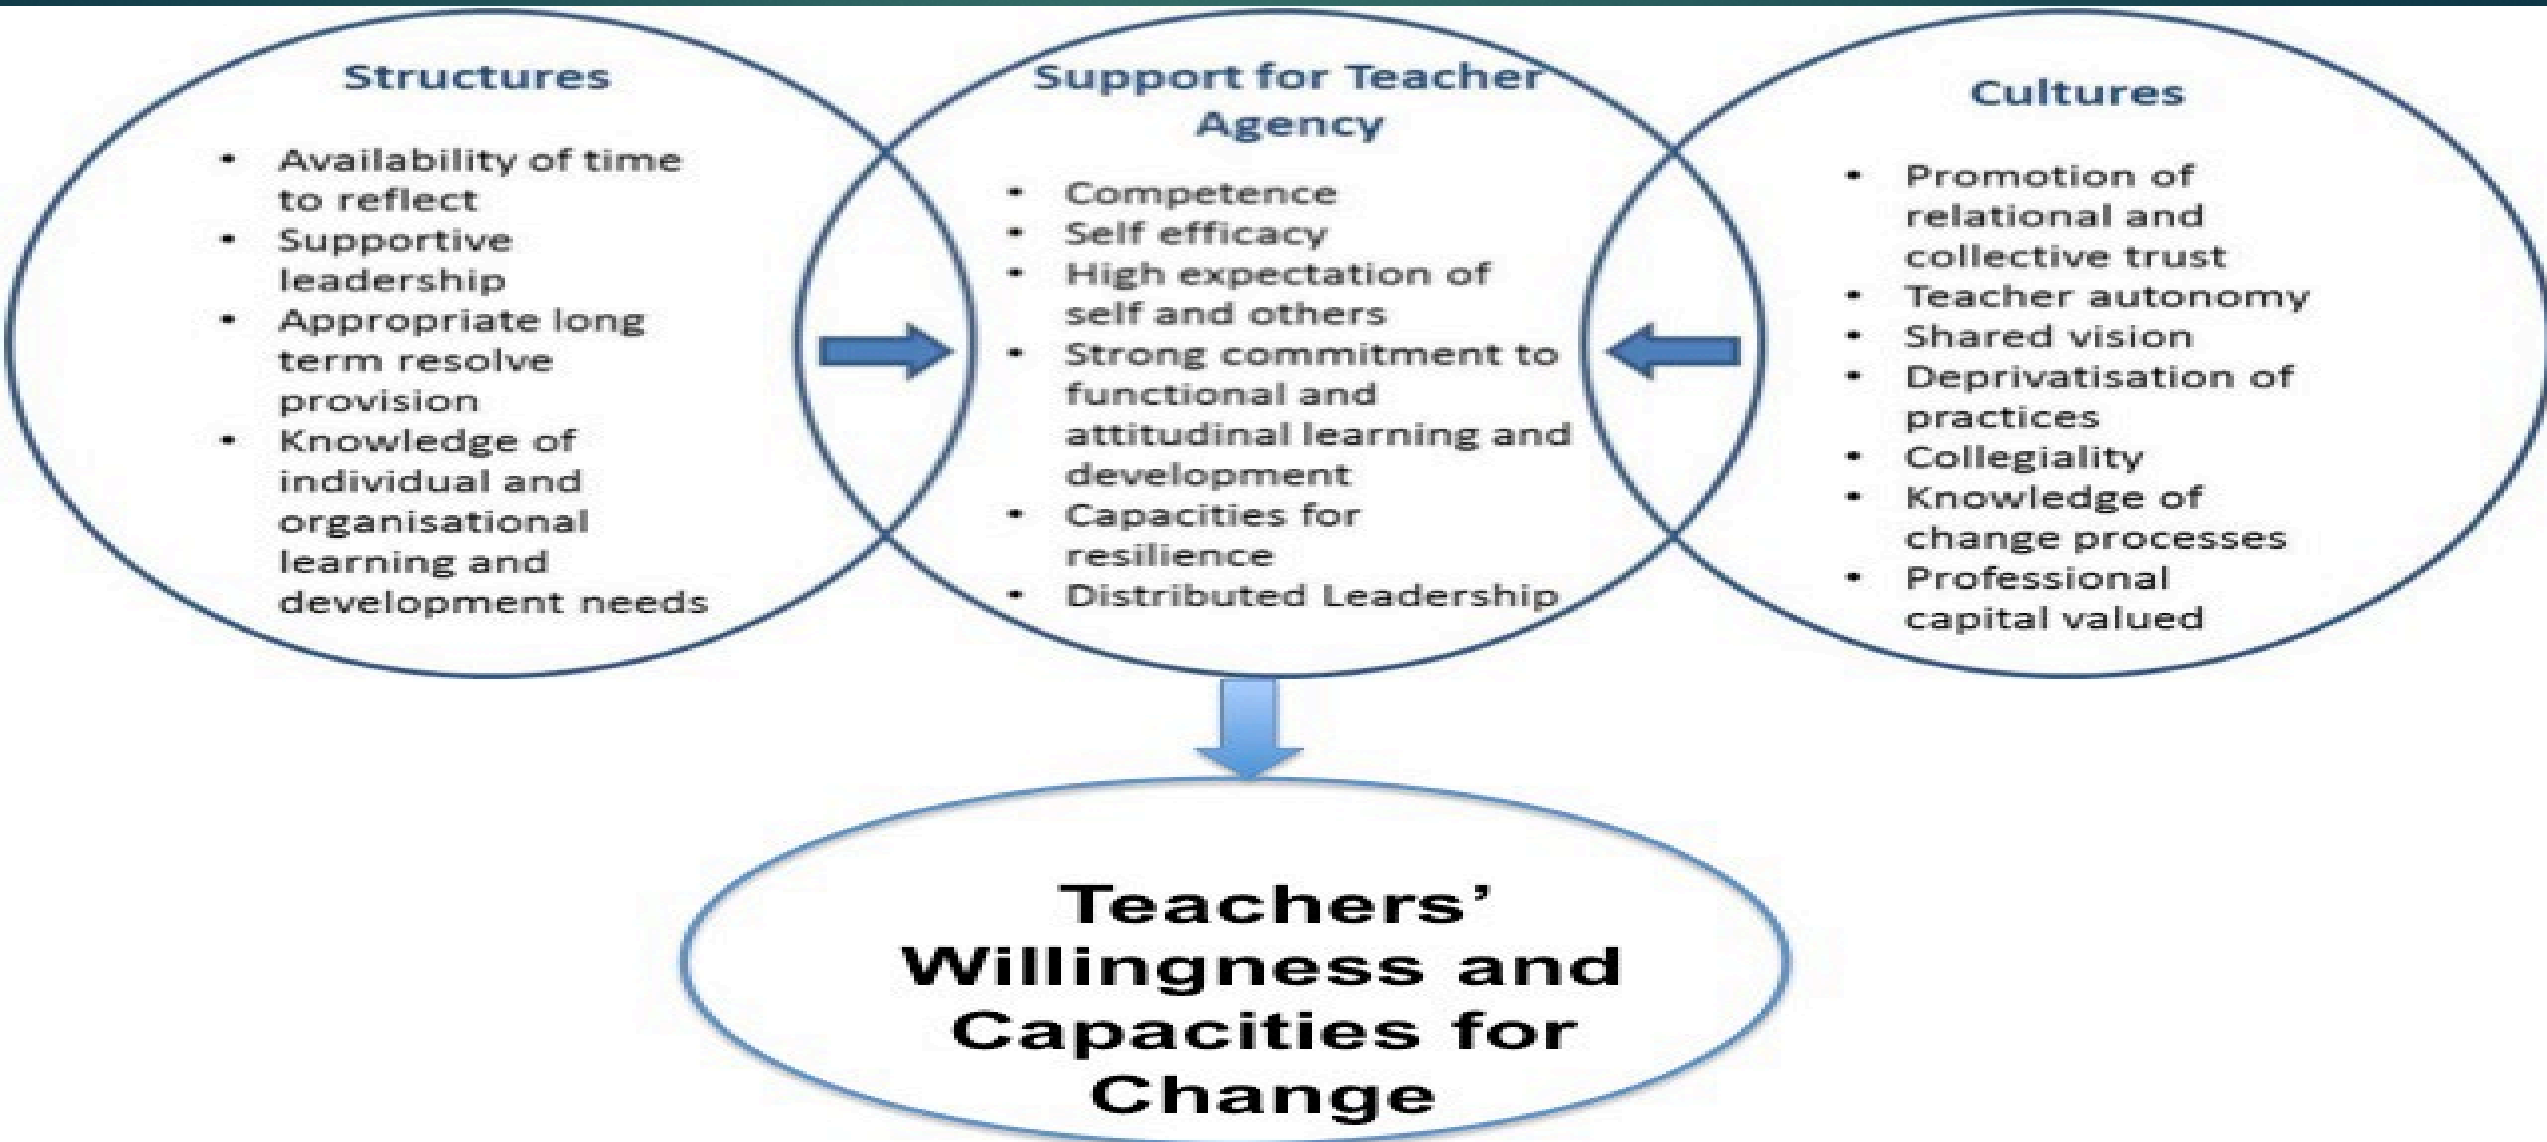 Structures
• Availability of time
to reflect
• Supportive
leadership
• Appropriate long
term resolve
provision
• Knowledge of
individual and
organisational
learning and
development needs
Support for Teacher
Agency
• Competence
• Self efficacy
• High expectation of
self and others
• Strong commitment to
functional and
attitudinal learning and
development
• Capacities for
resilience
• Distributed Leadership
Cultures
• Promotion of
relational and
collective trust
• Teacher autonomy
• Shared vision
• Deprivatisation of
practices
• Collegiality
• Knowledge of
change processes
• Professional
capital valued
Teachers’
Willingness and
Capacities for
Change